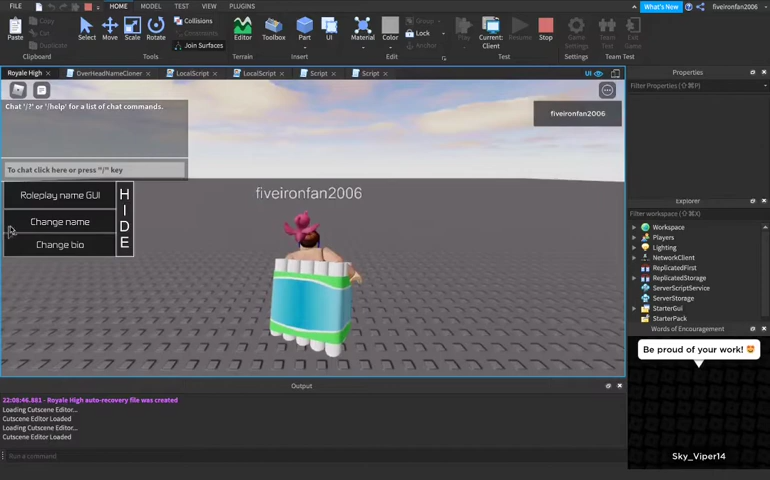 FILE
HOME
MODEL
TEST
VIEW
PLUGINS
What's New
fiveironfan2006
Paste
Copy
Cut
Duplicate
Select
Move
Scale
Rotate
Collisions
Constraints
Join Surfaces
Editor
Toolbox
Part
UI
Material
Color
Group
Lock
Anchor
Play
Current:
Client
Resume
Stop
Game
Settings
Team
Test
Exit
Game
Clipboard
Tools
Terrain
Insert
Edit
Test
Settings
Team Test
Royale High
OverHeadNameCloner
LocalScript
LocalScript
Script
Script
UI
Properties
Filter Properties (Ctrl+Shift+P)
Chat '/?' or '/help' for a list of chat commands.
To chat click here or press "/" key
fiveironfan2006
fiveironfan2006
Roleplay name GUI
Change name
Change bio
H
I
D
E
Explorer
Filter workspace (Ctrl+Shift+X)
Workspace
Players
Lighting
NetworkClient
ReplicatedFirst
ReplicatedStorage
ServerScriptService
ServerStorage
StarterGui
StarterPack
Words of Encouragement
Be proud of your work! 🤩
Sky_Viper14
Output
22:08:46.881 - Royale High auto-recovery file was created
Loading Cutscene Editor...
Cutscene Editor Loaded
Loading Cutscene Editor...
Cutscene Editor Loaded
Run a command